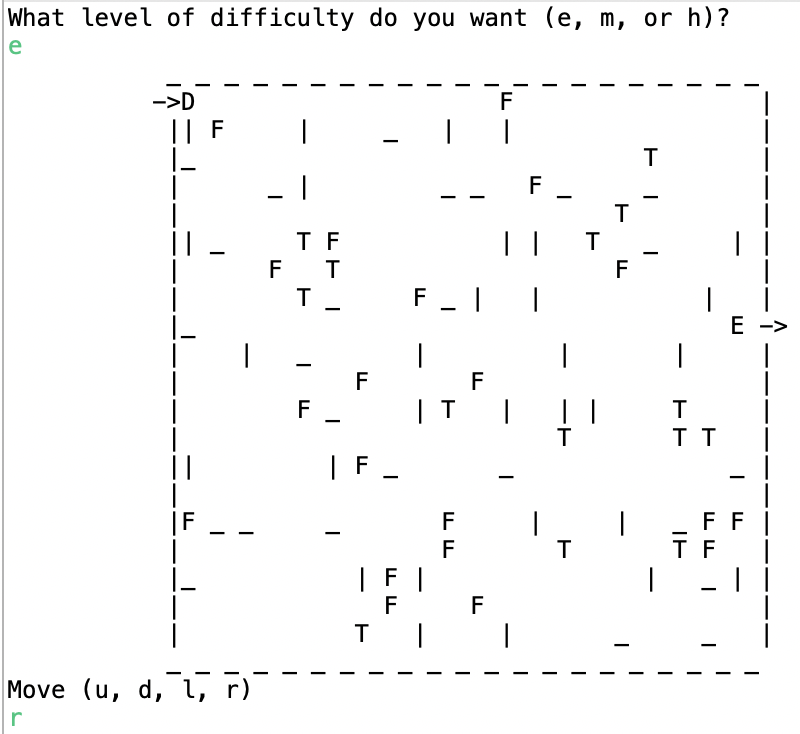 What level of difficulty do you want (e, m, or h)?
e
           _ _ _ _ _ _ _ _ _ _ _ _ _ _ _ _ _ _ _ _ _
          ->D                     F                 |
           || F     |     _   |   |                 |
           |_                               T       |
           |      _ |         _ _   F _     _       |
           |                              T         |
           || _     T F           | |   T   _     | |
           |      F   T                   F         |
           |        T _     F _ |   |           |   |
           |_                                     E ->
           |    |   _       |         |       |     |
           |            F       F                   |
           |        F _     | T   |   | |     T     |
           |                          T       T T   |
           ||         | F _       _               _ |
           |                                        |
           |F _ _     _       F     |     |   _ F F |
           |                  F       T       T F   |
           |_           | F |               |   _ | |
           |              F     F                   |
           |            T   |     |       _     _   |
           _ _ _ _ _ _ _ _ _ _ _ _ _ _ _ _ _ _ _ _ _
Move (u, d, l, r)
r